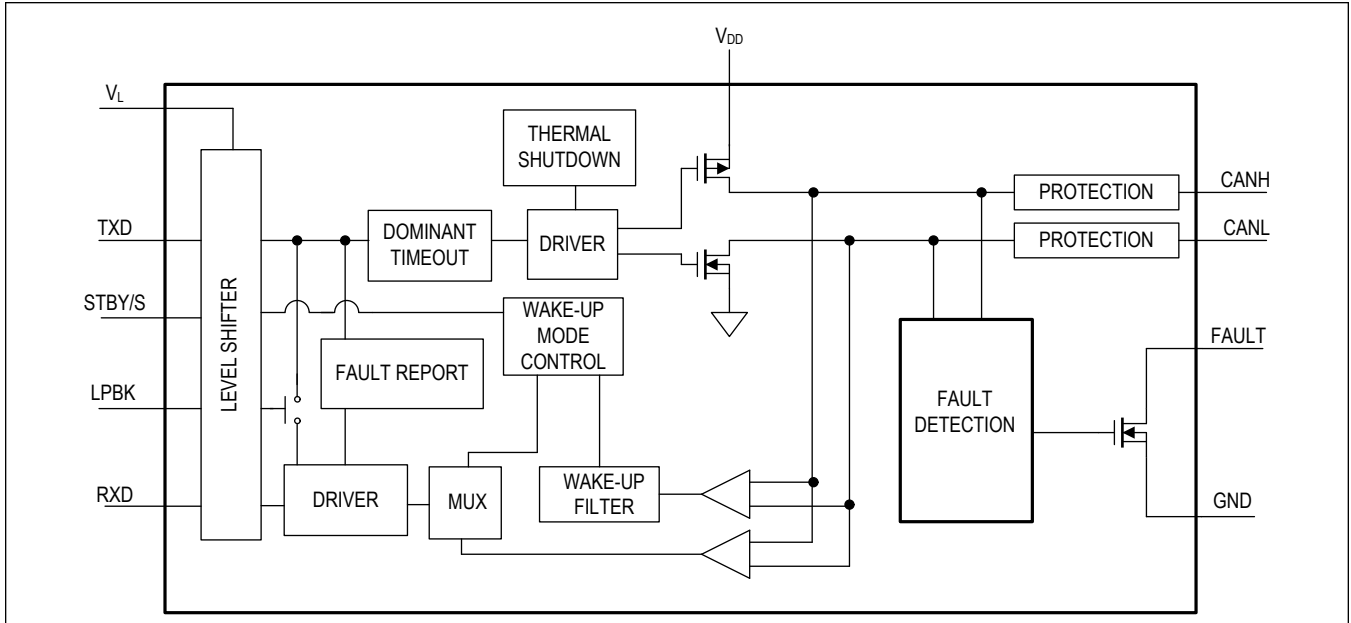 VDD
VL
THERMAL
SHUTDOWN
PROTECTION
CANH
TXD
DOMINANT
TIMEOUT
DRIVER
PROTECTION
CANL
STBY/S
LEVEL SHIFTER
WAKE-UP
MODE
CONTROL
FAULT REPORT
FAULT
LPBK
FAULT
DETECTION
RXD
DRIVER
MUX
WAKE-UP
FILTER
GND